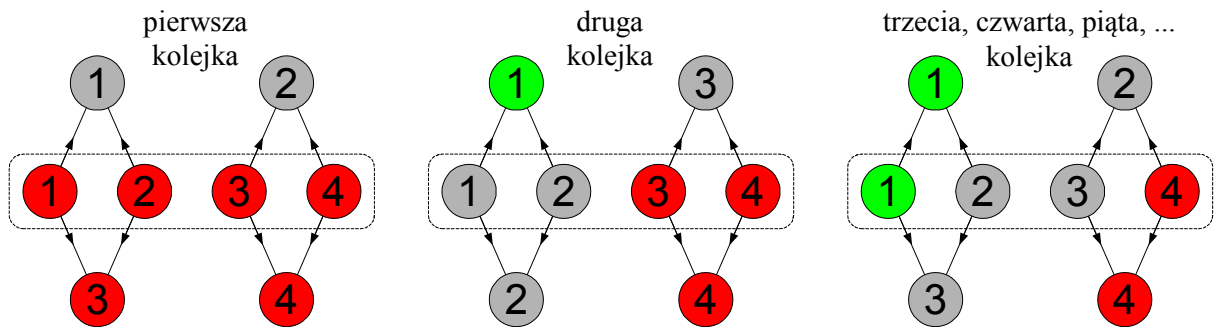 pierwsza
kolejka
1 2
1 2 3 4
3 4
druga
kolejka
1 3
1 2 3 4
2 4
trzecia, czwarta, piąta, ...
kolejka
1 2
1 2 3 4
3 4